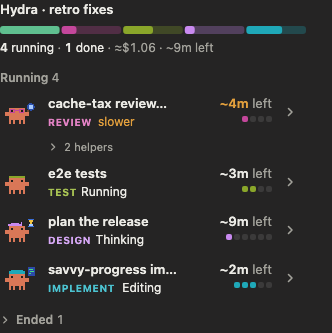 Hydra · retro fixes
4 running · 1 done · ≈$1.06 · ~9m left
Running 4
cache-tax review...
~4m left
REVIEW slower
2 helpers
e2e tests
~3m left
TEST Running
plan the release
~9m left
DESIGN Thinking
savvy-progress im...
~2m left
IMPLEMENT Editing
Ended 1